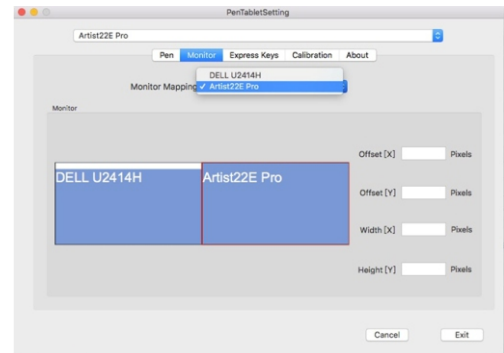 PenTabletSetting
Artist22E Pro
Pen Monitor Express Keys Calibration About
DELL U2414H
Monitor Mapping ✓ Artist22E Pro
Monitor
Offset [X] Pixels
DELL U2414H Artist22E Pro
Offset [Y] Pixels
Width [X] Pixels
Height [Y] Pixels
Cancel Exit